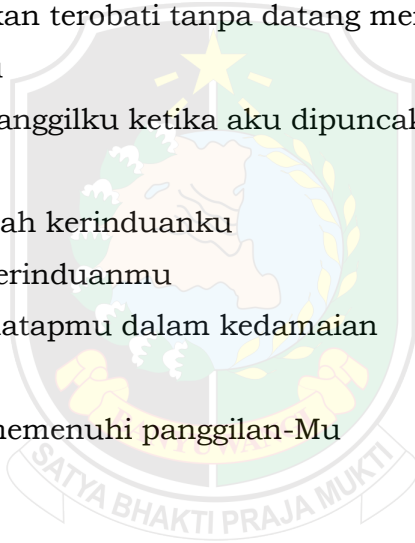 kan terobati tanpa datang me
anggilku ketika aku dipuncak
ah kerinduanku
erinduanmu
atapmu dalam kedamaian
nemenuhi panggilan-Mu
BANYUWANGI
SATYA BHAKTI PRAJA MUKTI